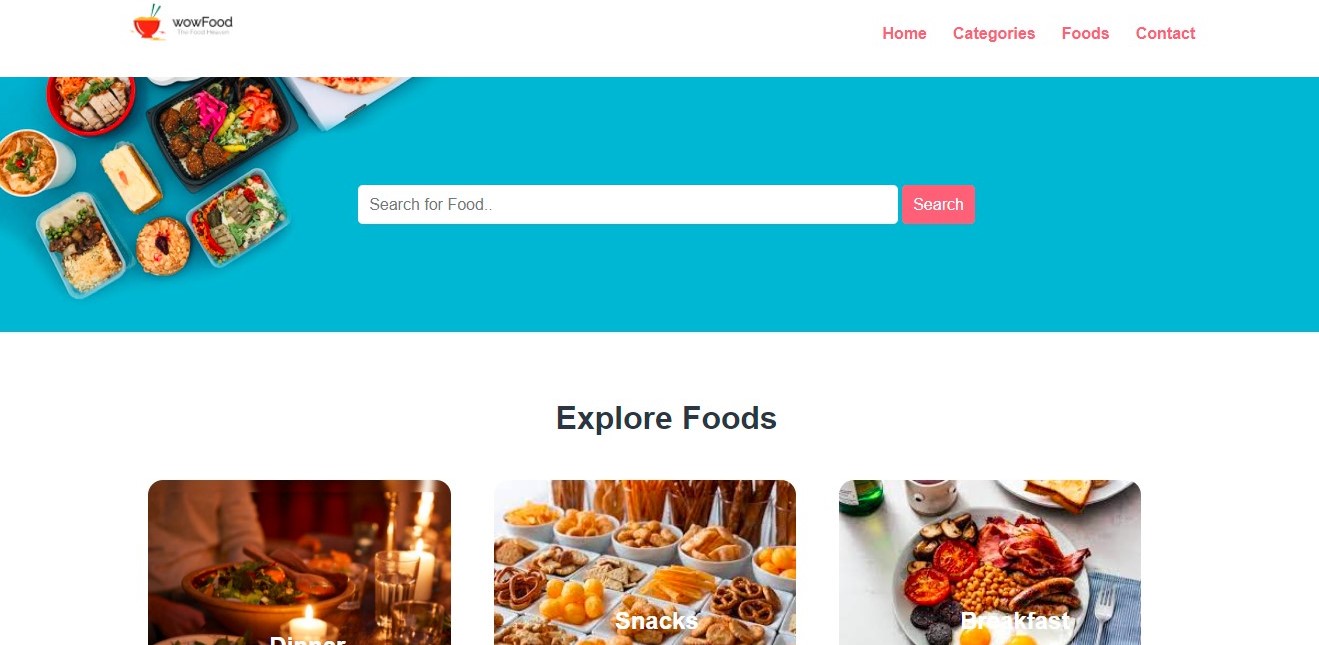 wowFood
The Food Heaven
Home Categories Foods Contact
Search for Food.. Search
Explore Foods
Dinner
Snacks
Breakfast